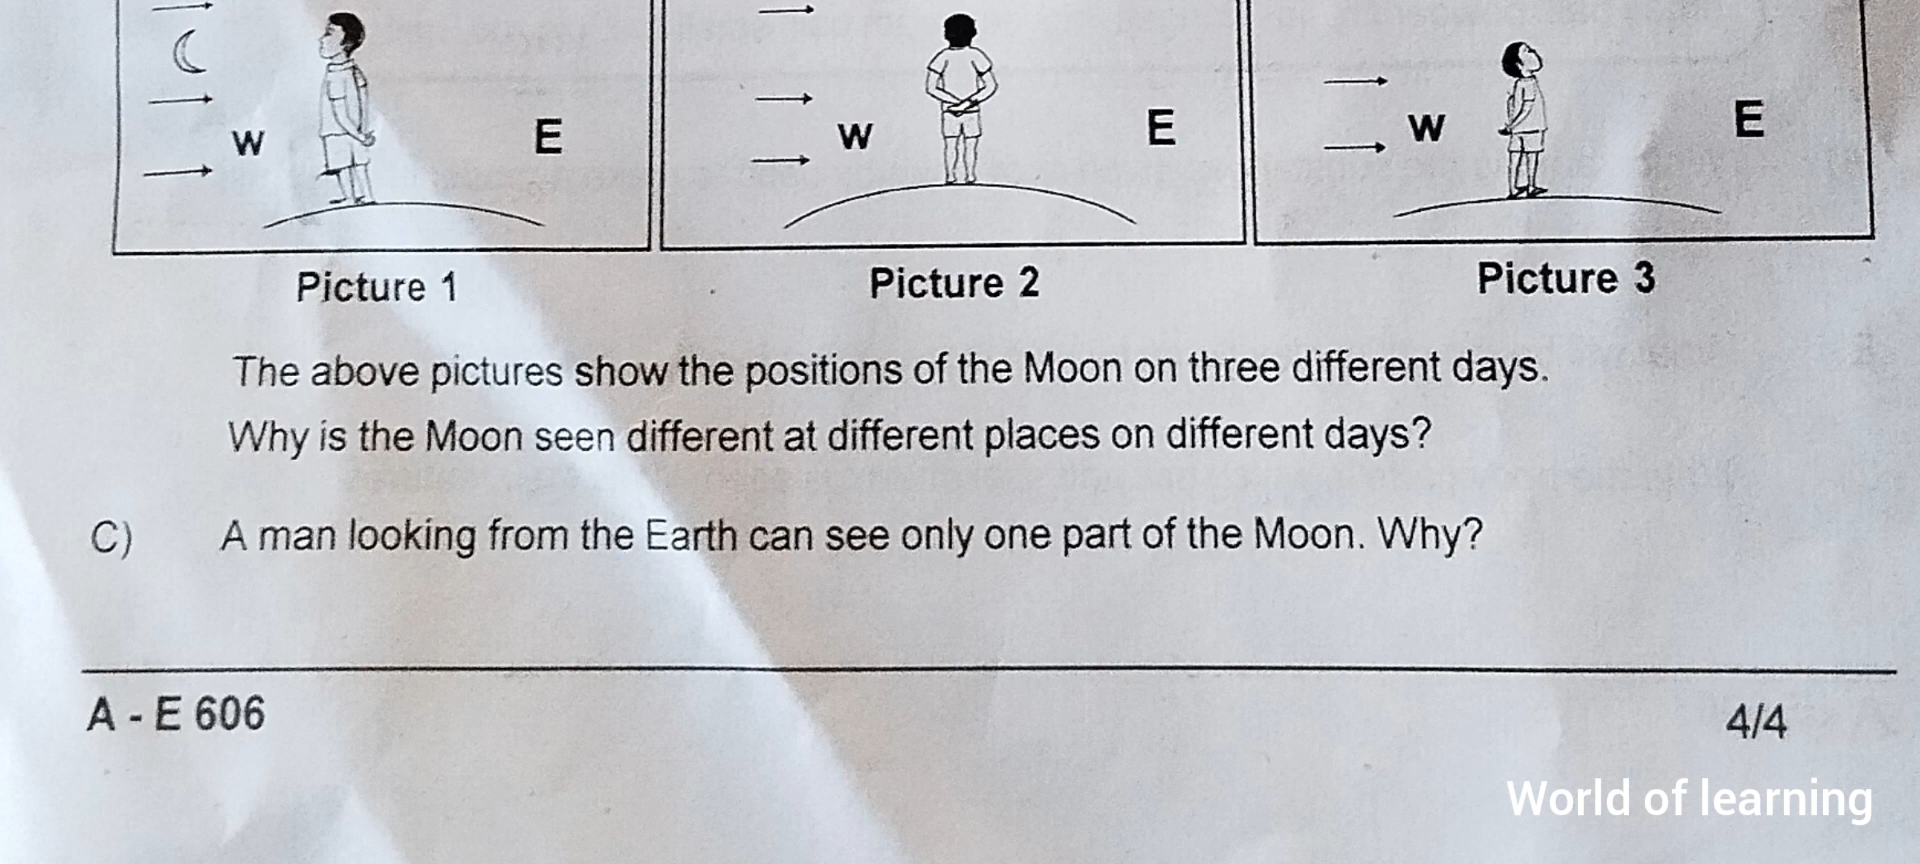 W E
W E
W E
Picture 1 Picture 2 Picture 3
The above pictures show the positions of the Moon on three different days.
Why is the Moon seen different at different places on different days?
C) A man looking from the Earth can see only one part of the Moon. Why?
A - E 606 4/4
World of learning